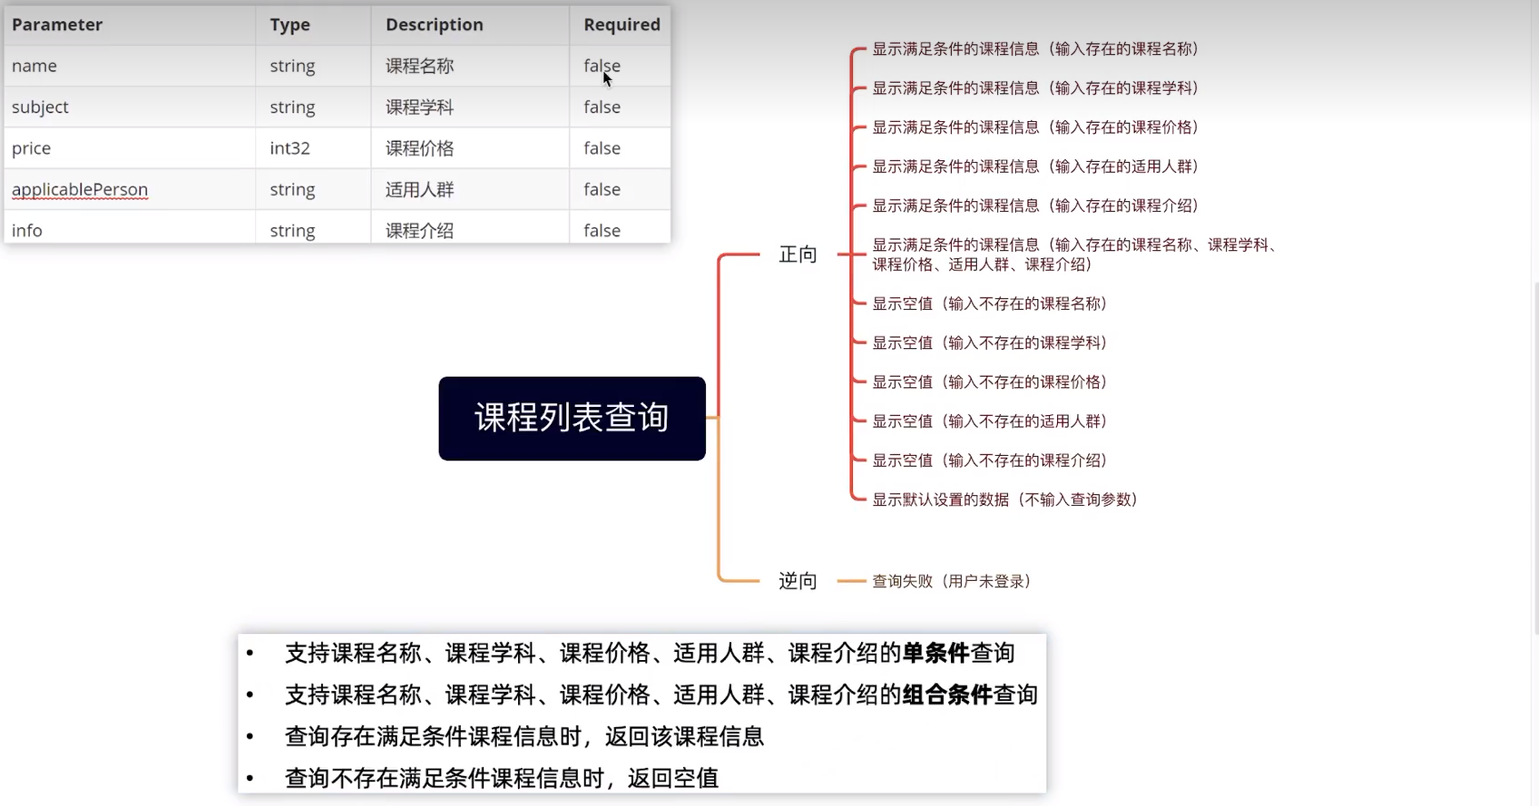 Parameter Type Description Required
name string 课程名称 false
subject string 课程学科 false
price int32 课程价格 false
applicablePerson string 适用人群 false
info string 课程介绍 false
显示满足条件的课程信息（输入存在的课程名称）
显示满足条件的课程信息（输入存在的课程学科）
显示满足条件的课程信息（输入存在的课程价格）
显示满足条件的课程信息（输入存在的适用人群）
显示满足条件的课程信息（输入存在的课程介绍）
正向
显示满足条件的课程信息（输入存在的课程名称、课程学科、
课程价格、适用人群、课程介绍）
显示空值（输入不存在的课程名称）
显示空值（输入不存在的课程学科）
显示空值（输入不存在的课程价格）
显示空值（输入不存在的适用人群）
显示空值（输入不存在的课程介绍）
显示默认设置的数据（不输入查询参数）
课程列表查询
逆向
查询失败（用户未登录）
• 支持课程名称、课程学科、课程价格、适用人群、课程介绍的单条件查询
• 支持课程名称、课程学科、课程价格、适用人群、课程介绍的组合条件查询
• 查询存在满足条件课程信息时，返回该课程信息
• 查询不存在满足条件课程信息时，返回空值